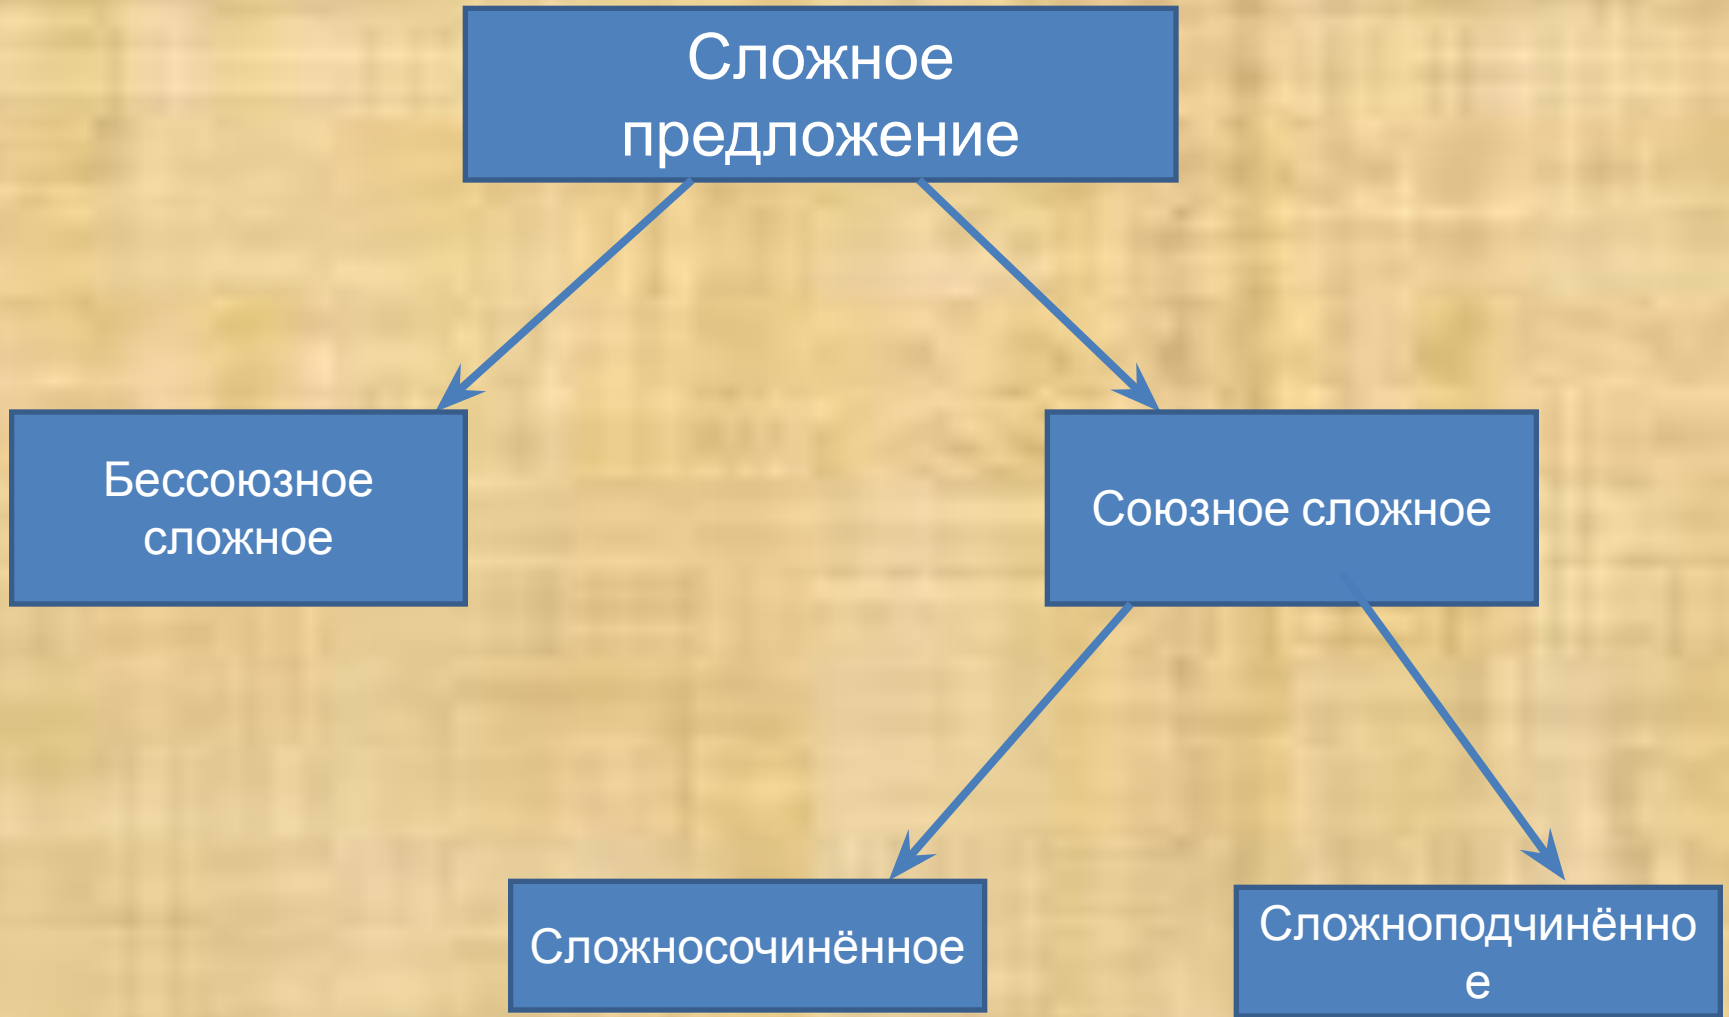 Сложное
предложение
Бессоюзное
сложное
Союзное сложное
Сложносочинённое
Сложноподчинённо
е